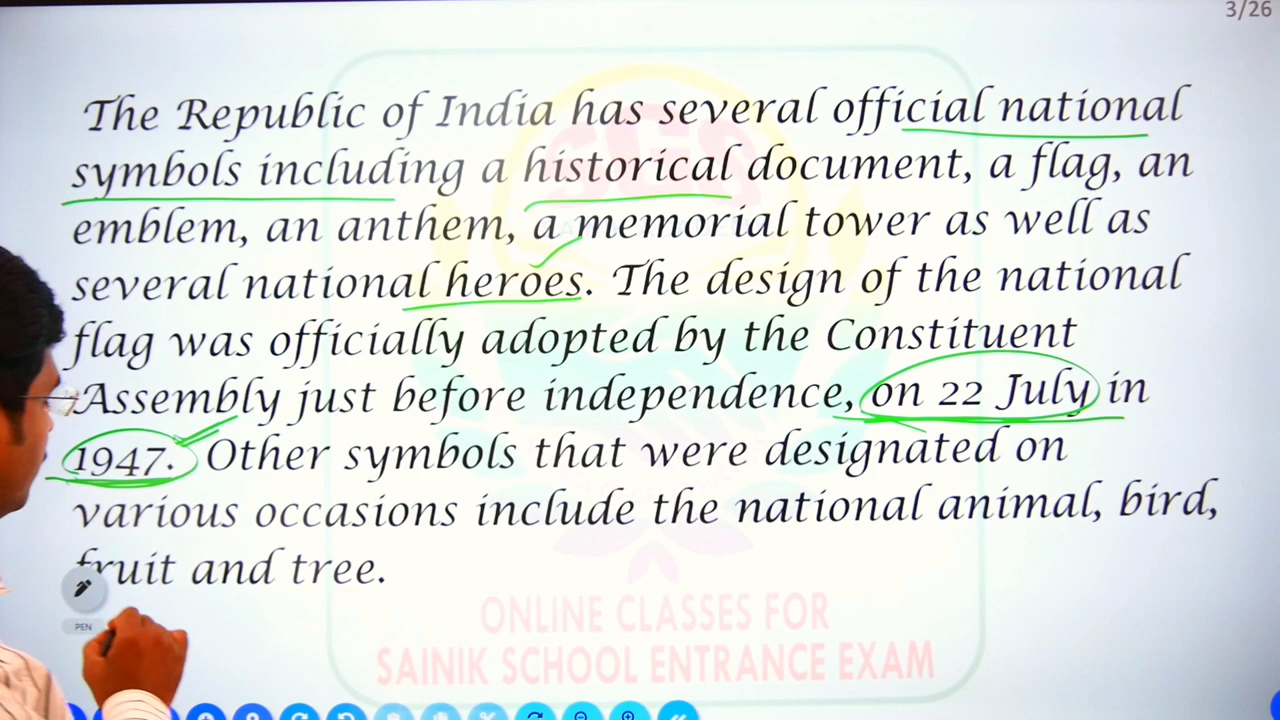 3/26
The Republic of India has several official national
symbols including a historical document, a flag, an
emblem, an anthem, a memorial tower as well as
several national heroes. The design of the national
flag was officially adopted by the Constituent
Assembly just before independence, on 22 July in
1947. Other symbols that were designated on
various occasions include the national animal, bird,
fruit and tree.
PEN
ONLINE CLASSES FOR
SAINIK SCHOOL ENTRANCE EXAM